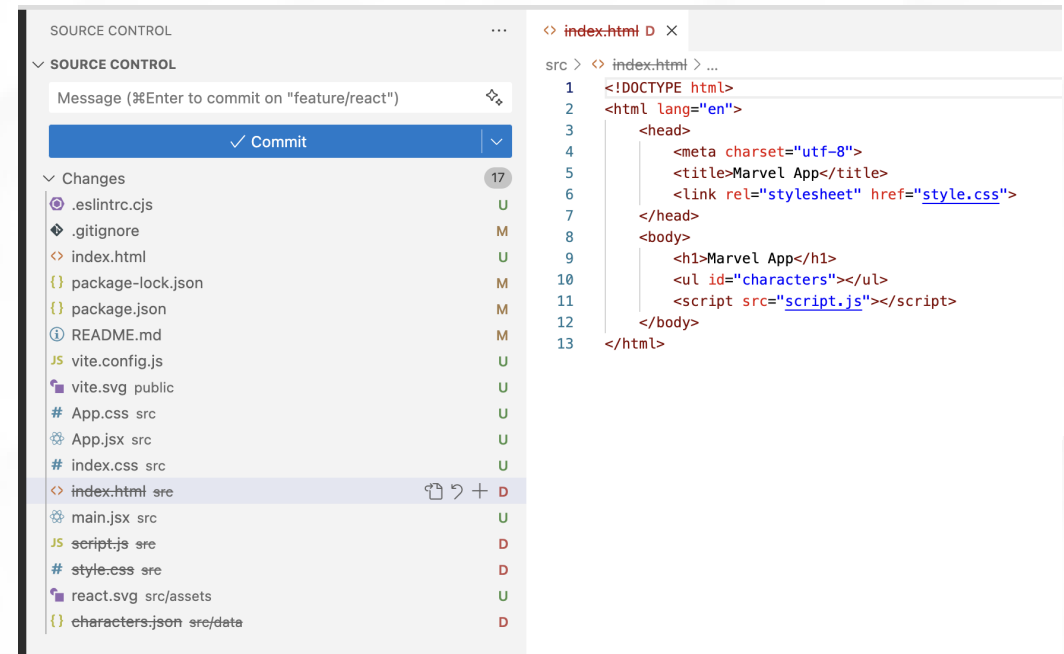 SOURCE CONTROL ...
SOURCE CONTROL
Message (⌘Enter to commit on "feature/react")
Commit
Changes 17
.eslintrc.cjs U
.gitignore M
index.html U
package-lock.json M
package.json M
README.md M
vite.config.js U
vite.svg public U
App.css src U
App.jsx src U
index.css src U
index.html src D
main.jsx src U
script.js src D
style.css src D
react.svg src/assets U
characters.json src/data D
index.html D
src > index.html > ...
1 <!DOCTYPE html>
2 <html lang="en">
3     <head>
4         <meta charset="utf-8">
5         <title>Marvel App</title>
6         <link rel="stylesheet" href="style.css">
7     </head>
8     <body>
9         <h1>Marvel App</h1>
10         <ul id="characters"></ul>
11         <script src="script.js"></script>
12     </body>
13 </html>